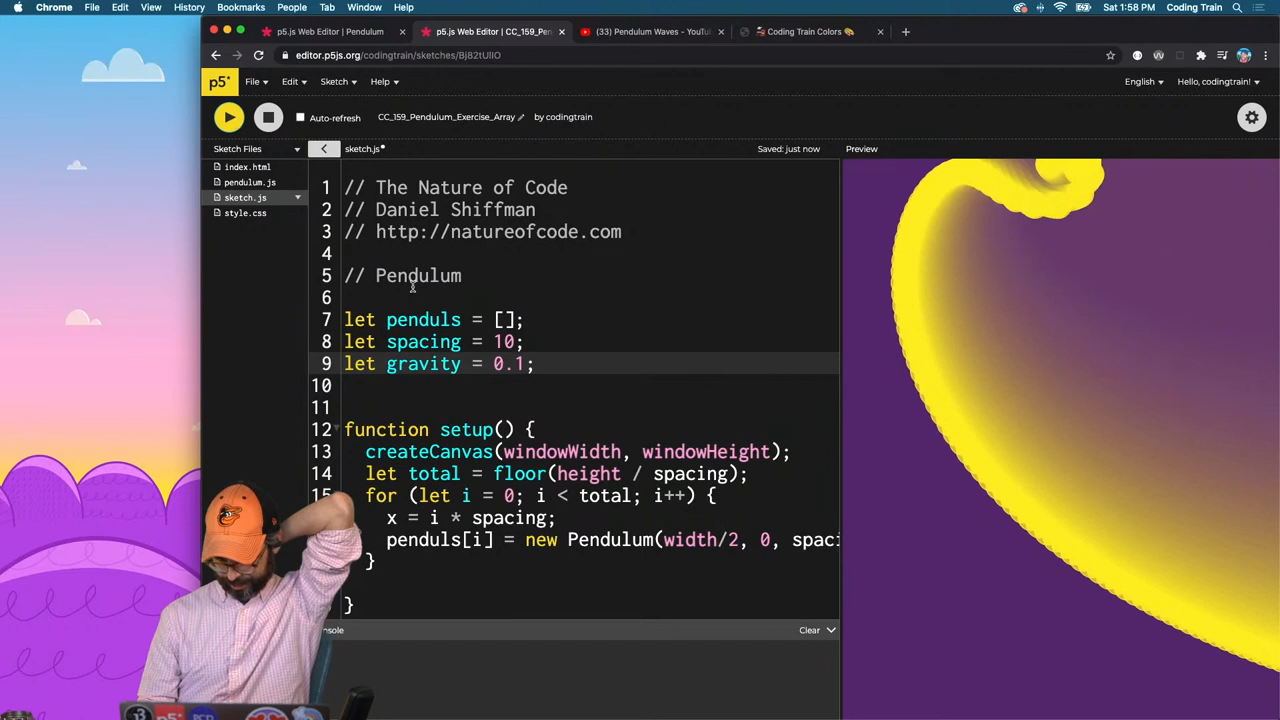 Chrome File Edit View History Bookmarks People Tab Window Help Sat 1:58 PM Coding Train
p5.js Web Editor | Pendulum
p5.js Web Editor | CC_159_Pen
(33) Pendulum Waves - YouTu
Coding Train Colors
editor.p5js.org/codingtrain/sketches/Bj82tUlIO
p5* File Edit Sketch Help English Hello, codingtrain!
Auto-refresh CC_159_Pendulum_Exercise_Array by codingtrain
Sketch Files sketch.js Saved: just now Preview
index.html
pendulum.js
sketch.js
style.css
1 // The Nature of Code
2 // Daniel Shiffman
3 // http://natureofcode.com
4
5 // Pendulum
6
7 let penduls = [];
8 let spacing = 10;
9 let gravity = 0.1;
10
11
12 function setup() {
13 createCanvas(windowWidth, windowHeight);
14 let total = floor(height / spacing);
15 for (let i = 0; i < total; i++) {
x = i * spacing;
penduls[i] = new Pendulum(width/2, 0, spaci
}
}
nsole Clear